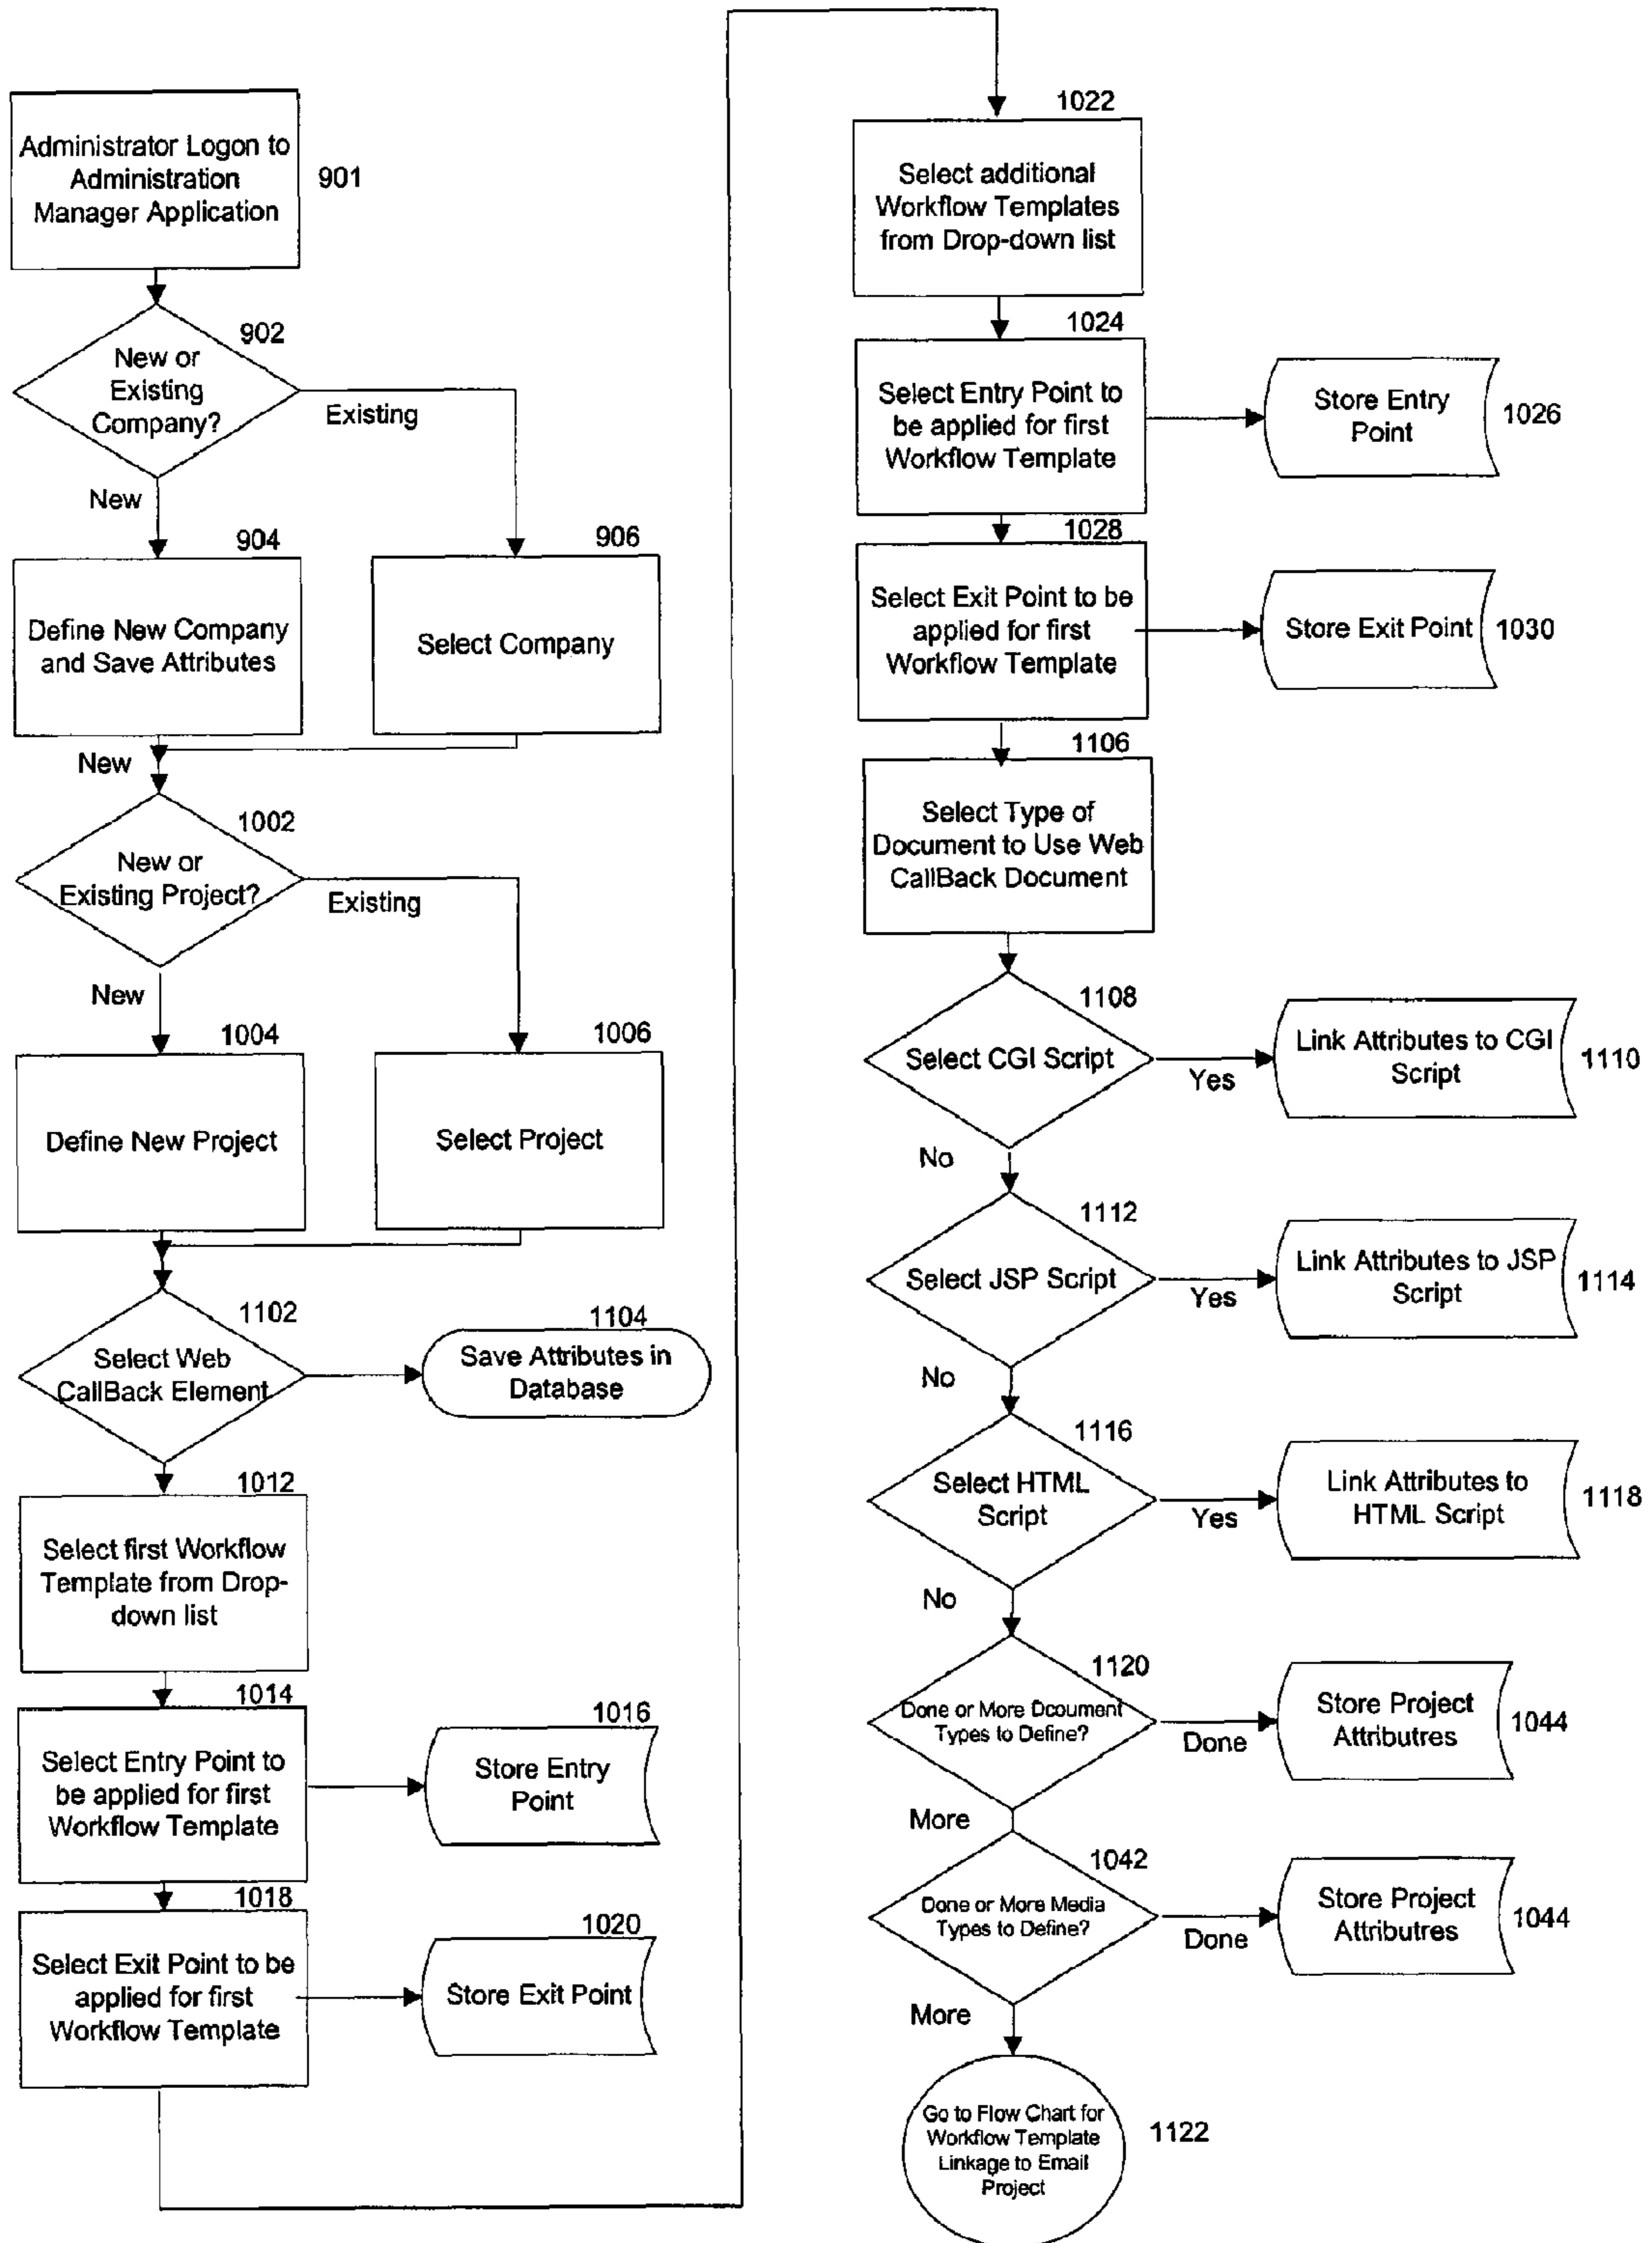 Administrator Logon to
Administration
Manager Application
901
902
New or
Existing
Company?
Existing
New
904
Define New Company
and Save Attributes
906
Select Company
New
1002
New or
Existing Project?
Existing
New
1004
Define New Project
1006
Select Project
1102
Select Web
CallBack Element
1104
Save Attributes in
Database
1012
Select first Workflow
Template from Drop-
down list
1014
Select Entry Point to
be applied for first
Workflow Template
1016
Store Entry
Point
1018
Select Exit Point to be
applied for first
Workflow Template
1020
Store Exit Point
1022
Select additional
Workflow Templates
from Drop-down list
1024
Select Entry Point to
be applied for first
Workflow Template
Store Entry
Point
1026
1028
Select Exit Point to be
applied for first
Workflow Template
Store Exit Point
1030
1106
Select Type of
Document to Use Web
CallBack Document
1108
Select CGI Script
Yes
Link Attributes to CGI
Script
1110
No
1112
Select JSP Script
Yes
Link Attributes to JSP
Script
1114
No
1116
Select HTML
Script
Yes
Link Attributes to
HTML Script
1118
No
1120
Done or More Dcoument
Types to Define?
Done
Store Project
Attributres
1044
More
1042
Done or More Media
Types to Define?
Done
Store Project
Attributres
1044
More
Go to Flow Chart for
Workflow Template
Linkage to Email
Project
1122